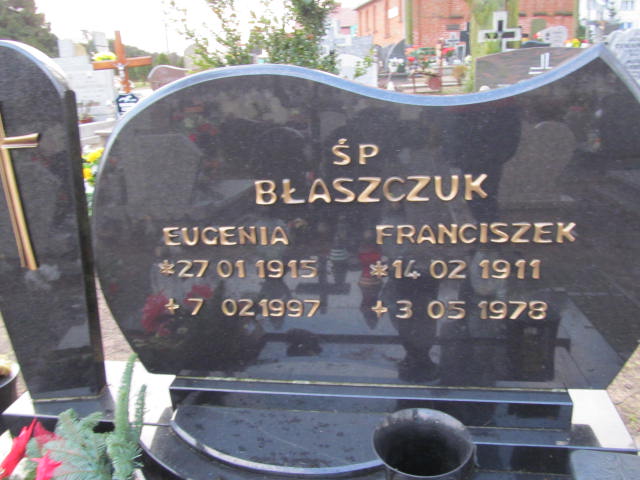 ŚP
BŁASZCZUK
EUGENIA FRANCISZEK
*27 01 1915 *14 02 1911
+ 7 02 1997 + 3 05 1978